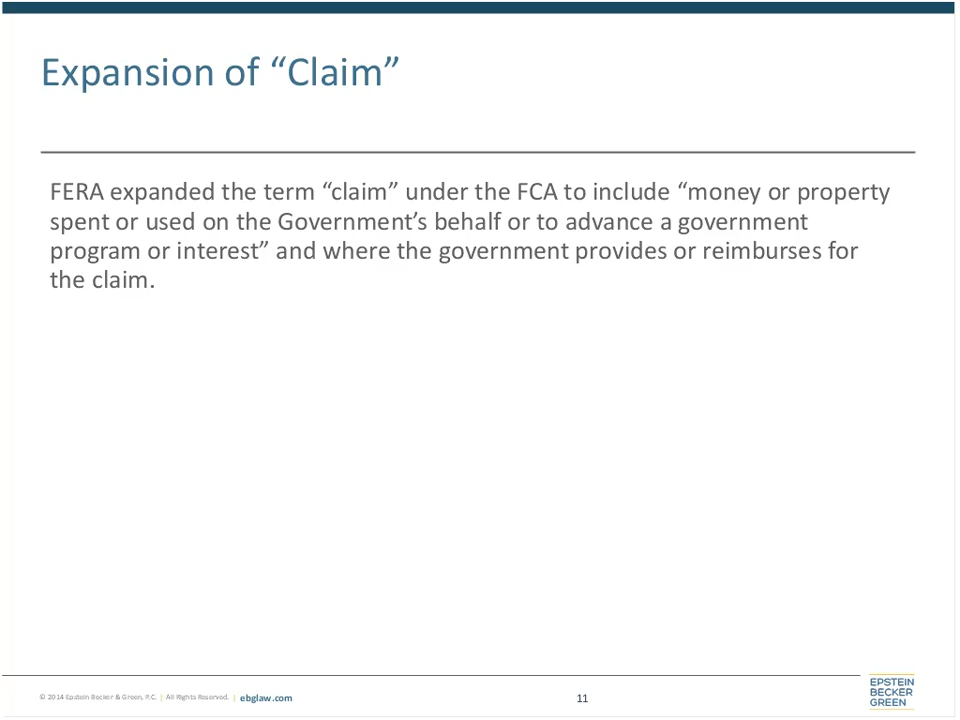 Expansion of “Claim”
FERA expanded the term “claim” under the FCA to include “money or property
spent or used on the Government’s behalf or to advance a government
program or interest” and where the government provides or reimburses for
the claim.
© 2014 Epstein Becker & Green, P.C. | All Rights Reserved. | ebglaw.com
11
EPSTEIN
BECKER
GREEN